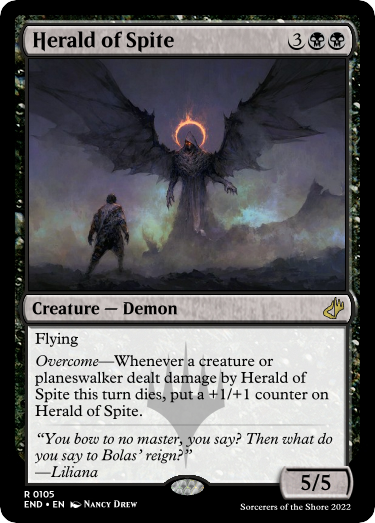 Herald of Spite 3
Creature — Demon
Flying
Overcome—Whenever a creature or
planeswalker dealt damage by Herald of
Spite this turn dies, put a +1/+1 counter on
Herald of Spite.
“You bow to no master, you say? Then what do
you say to Bolas’ reign?”
—Liliana
5/5
R 0105
END • EN Nancy Drew
Sorcerers of the Shore 2022